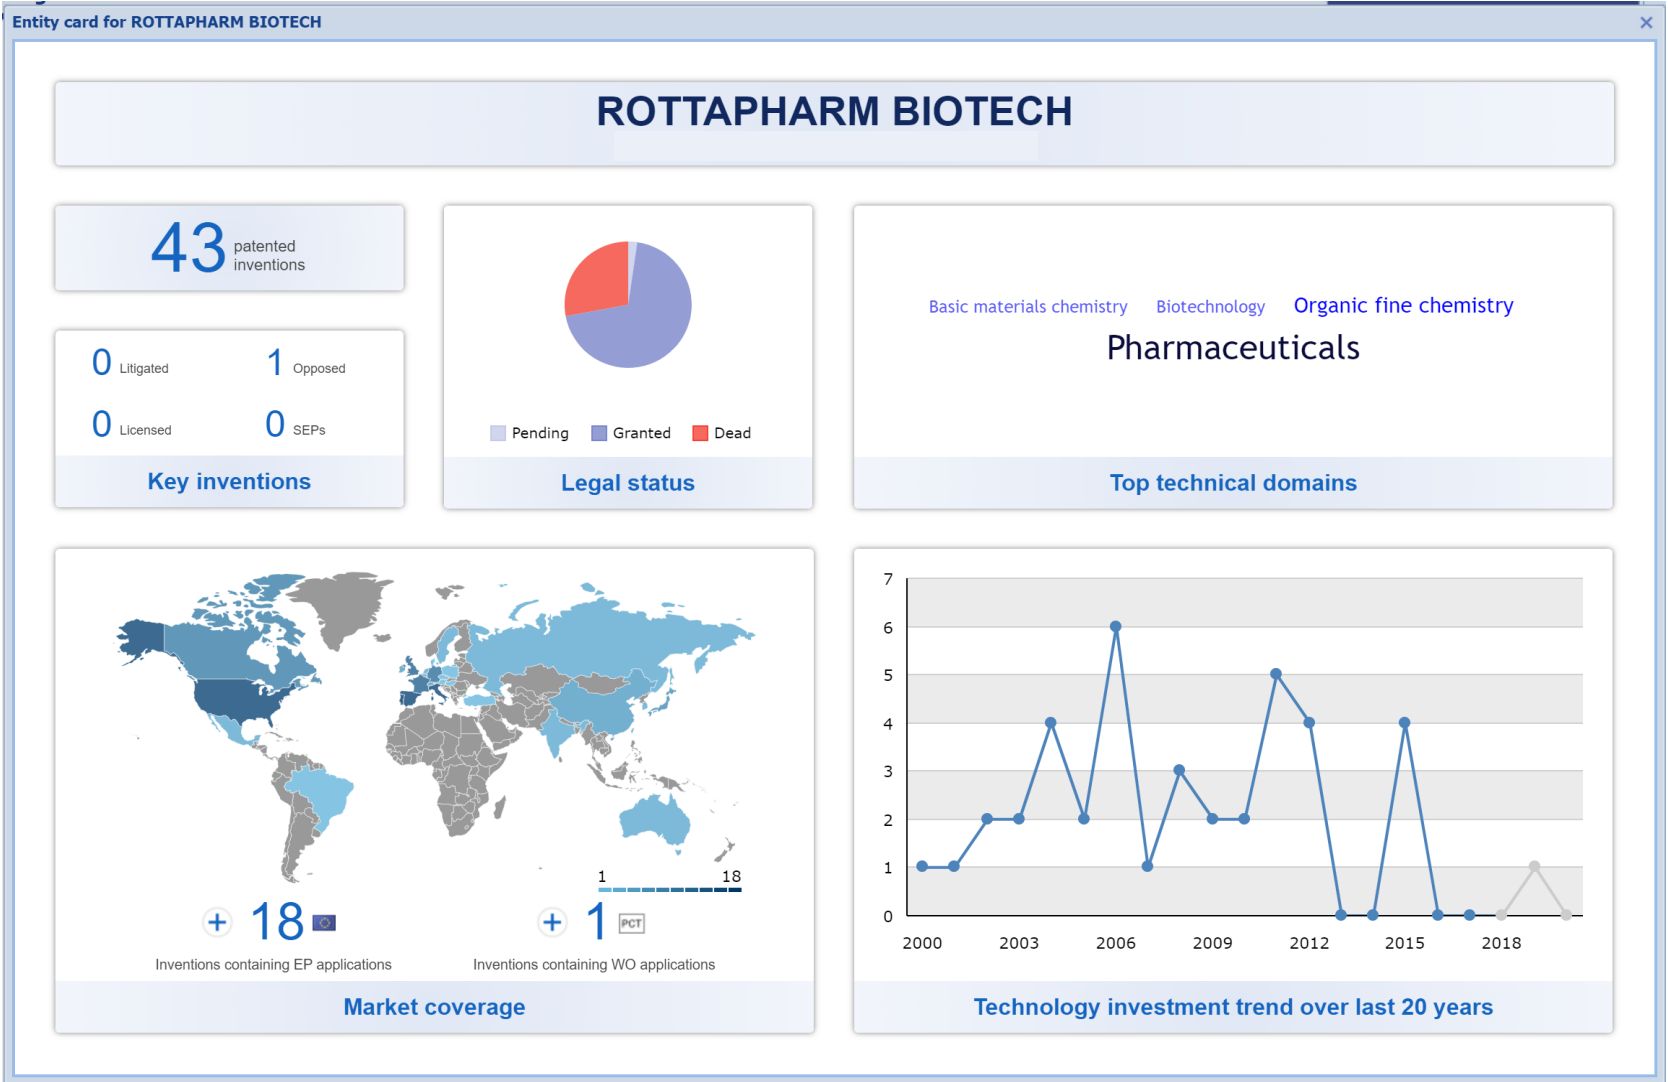 Entity card for ROTTAPHARM BIOTECH
ROTTAPHARM BIOTECH
43 patented
inventions
0 Litigated
1 Opposed
0 Licensed
0 SEPs
Key inventions
Pending Granted Dead
Legal status
Basic materials chemistry Biotechnology Organic fine chemistry
Pharmaceuticals
Top technical domains
1 18
+ 18
Inventions containing EP applications
+ 1 PCT
Inventions containing WO applications
Market coverage
7
6
5
4
3
2
1
0
2000 2003 2006 2009 2012 2015 2018
Technology investment trend over last 20 years